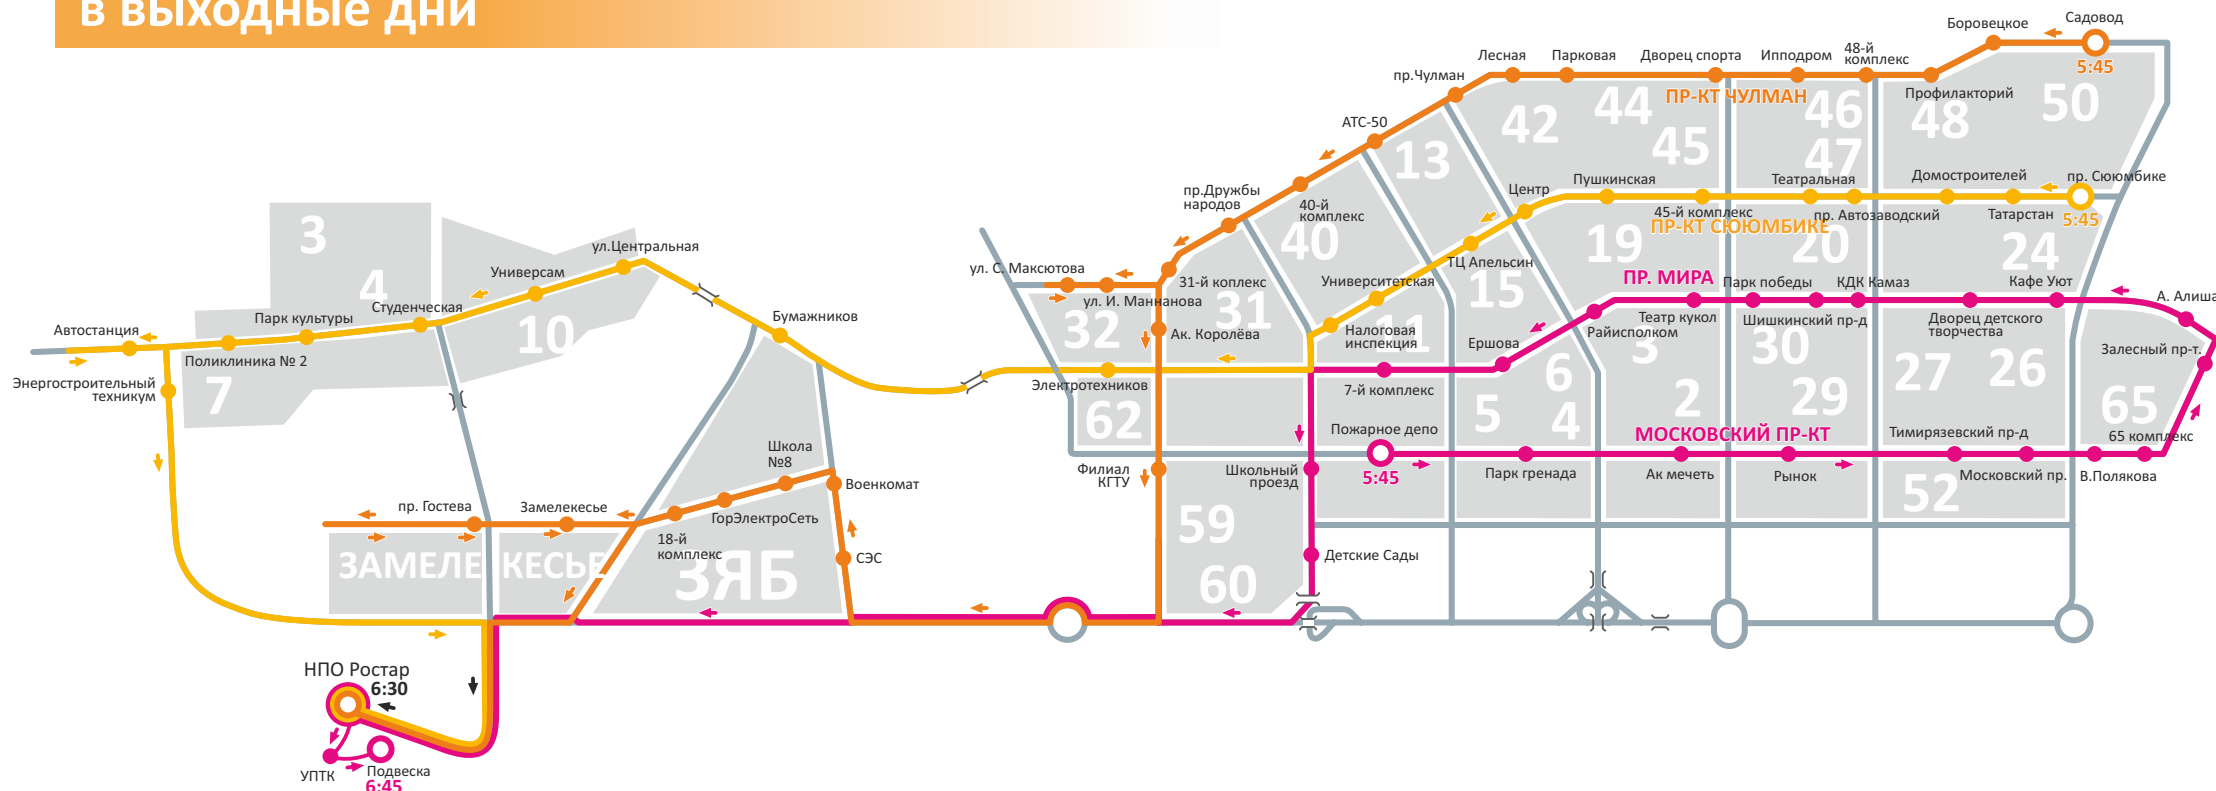 в выходные дни
Боровецкое
Садовод
5:45
Лесная
Парковая
Дворец спорта
Ипподром
48-й
комплекс
пр.Чулман
ПР-КТ ЧУЛМАН
Профилакторий
50
42
44
45
46
47
48
АТС-50
13
пр.Дружбы
народов
40-й
комплекс
40
Центр
Пушкинская
45-й комплекс
ПР-КТ СЮЮМБИКЕ
Театральная
пр. Автозаводский
Домостроителей
Татарстан
пр. Сююмбике
5:45
19
20
24
3
4
ул.Центральная
Универсам
Студенческая
Парк культуры
Автостанция
Поликлиника № 2
10
7
Энергостроительный
техникум
Бумажников
ул. С. Максютова
ул. И. Маннанова
31-й коплекс
31
32
Ак. Королёва
Электротехников
62
Университетская
ТЦ Апельсин
15
Налоговая
инспекция
11
ПР. МИРА
Парк победы
КДК Камаз
Кафе Уют
А. Алиша
Театр кукол
Шишкинский пр-д
Дворец детского
творчества
Райисполком
Ершова
Залесный пр-т.
7-й комплекс
3
30
27
26
6
5
4
2
29
65
Пожарное депо
5:45
МОСКОВСКИЙ ПР-КТ
Тимирязевский пр-д
65 комплекс
Парк гренада
Ак мечеть
Рынок
Московский пр.
В.Полякова
52
Школа
№8
Военкомат
ГорЭлектроСеть
18-й
комплекс
СЭС
пр. Гостева
Замелекесье
ЗАМЕЛЕ КЕСЬЕ
ЗЯБ
Филиал
КГТУ
Школьный
проезд
59
60
Детские Сады
НПО Ростар
6:30
УПТК
Подвеска
6:45